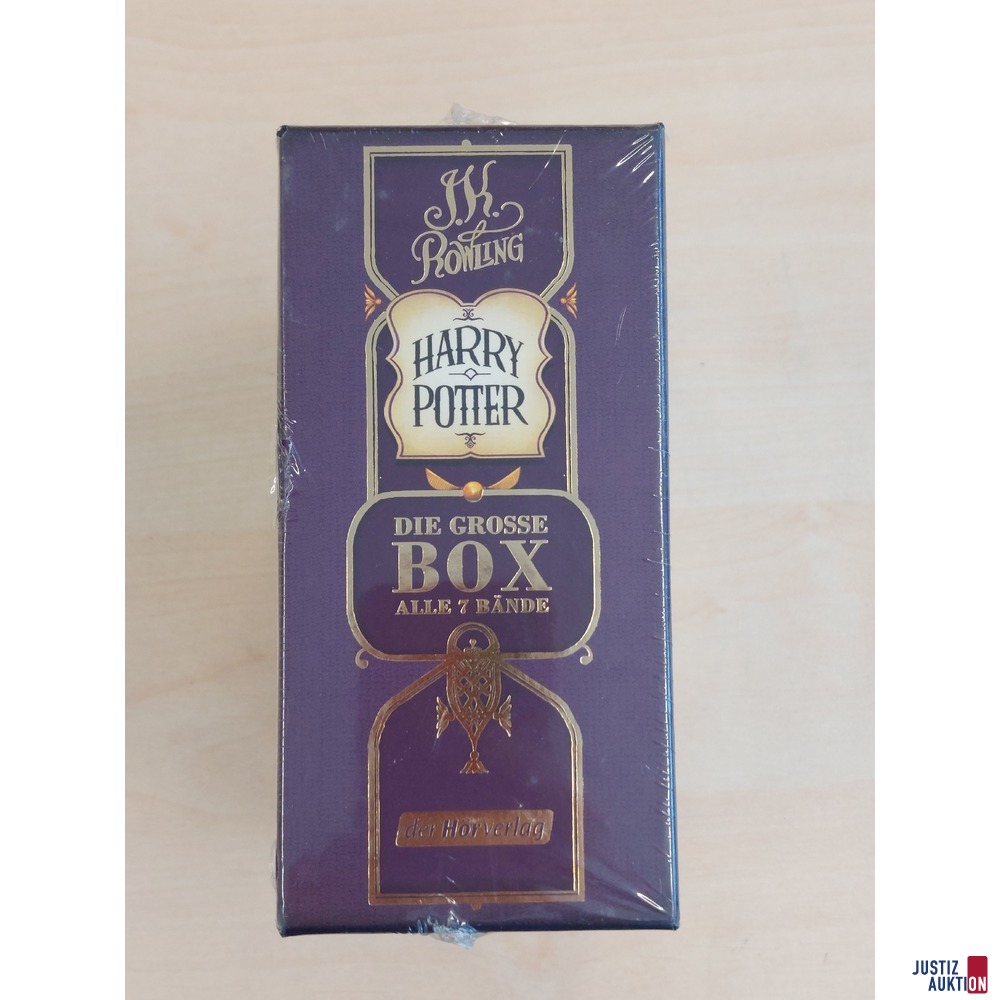 J.K.
ROWLING
HARRY
POTTER
DIE GROSSE
BOX
ALLE 7 BÄNDE
der Hörverlag
JUSTIZ
AUKTION